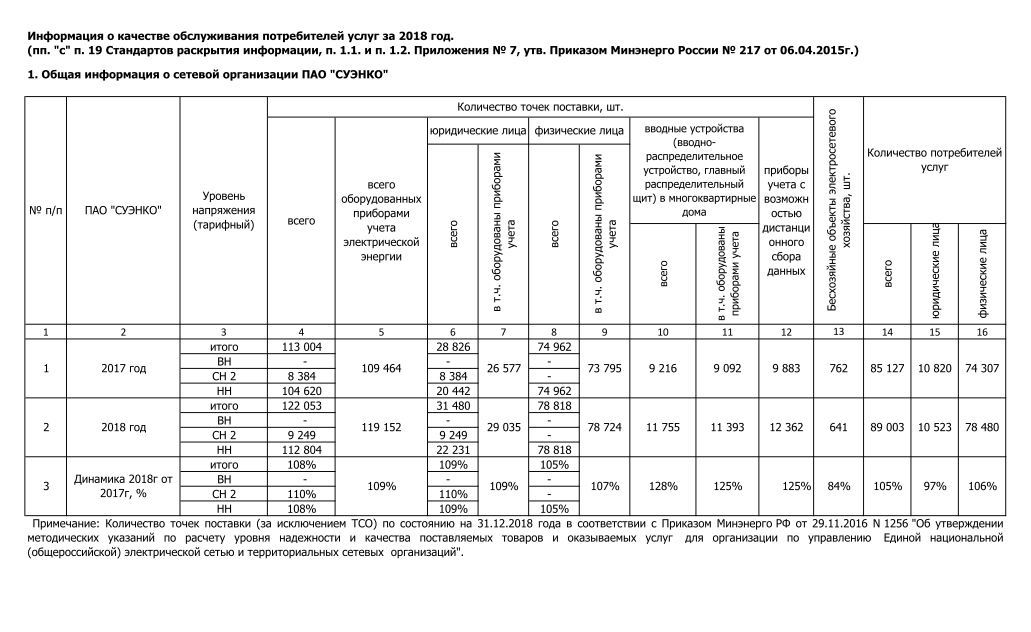 Информация о качестве обслуживания потребителей услуг за 2018 год.
(пп. "с" п. 19 Стандартов раскрытия информации, п. 1.1. и п. 1.2. Приложения № 7, утв. Приказом Минэнерго России № 217 от 06.04.2015г.)
1. Общая информация о сетевой организации ПАО "СУЭНКО"
№ п/п
ПАО "СУЭНКО"
Уровень
напряжения
(тарифный)
Количество точек поставки, шт.
всего
всего
оборудованных
приборами
учета
электрической
энергии
юридические лица
всего
в т.ч. оборудованы приборами
учета
физические лица
всего
в т.ч. оборудованы приборами
учета
вводные устройства
(вводно-
распределительное
устройство, главный
распределительный
щит) в многоквартирные
дома
всего
в т.ч. оборудованы
приборами учета
приборы
учета с
возможн
остью
дистанци
онного
сбора
данных
Бесхозяйные объекты электросетевого
хозяйства, шт.
Количество потребителей
услуг
всего
юридические лица
физические лица
1 2 3 4 5 6 7 8 9 10 11 12 13 14 15 16
итого 113 004 28 826 74 962
ВН - - -
1 2017 год 109 464 26 577 73 795 9 216 9 092 9 883 762 85 127 10 820 74 307
СН 2 8 384 8 384 -
НН 104 620 20 442 74 962
итого 122 053 31 480 78 818
ВН - - -
2 2018 год 119 152 29 035 78 724 11 755 11 393 12 362 641 89 003 10 523 78 480
СН 2 9 249 9 249 -
НН 112 804 22 231 78 818
итого 108% 109% 105%
ВН - - -
3 Динамика 2018г от
2017г, % 109% 109% 107% 128% 125% 125% 84% 105% 97% 106%
СН 2 110% 110% -
НН 108% 109% 105%
Примечание: Количество точек поставки (за исключением ТСО) по состоянию на 31.12.2018 года в соответствии с Приказом Минэнерго РФ от 29.11.2016 N 1256 "Об утверждении
методических указаний по расчету уровня надежности и качества поставляемых товаров и оказываемых услуг для организации по управлению Единой национальной
(общероссийской) электрической сетью и территориальных сетевых организаций".